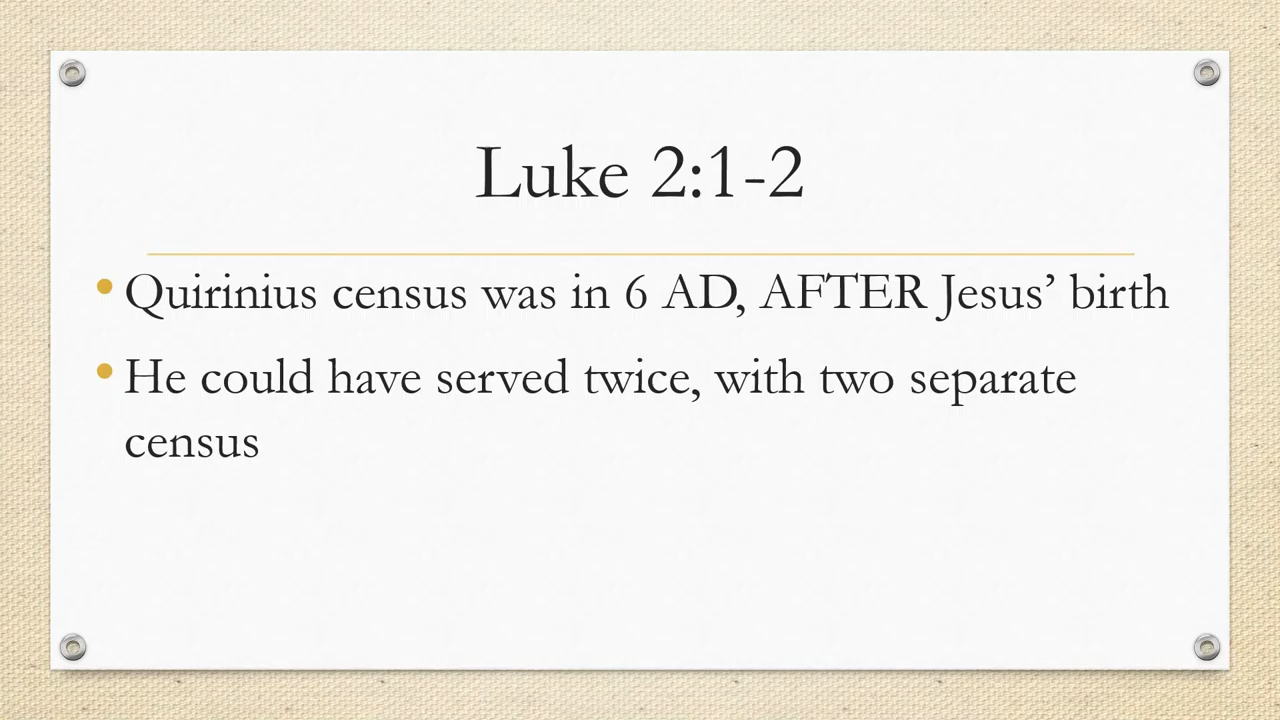 Luke 2:1-2
• Quirinius census was in 6 AD, AFTER Jesus’ birth
• He could have served twice, with two separate
census